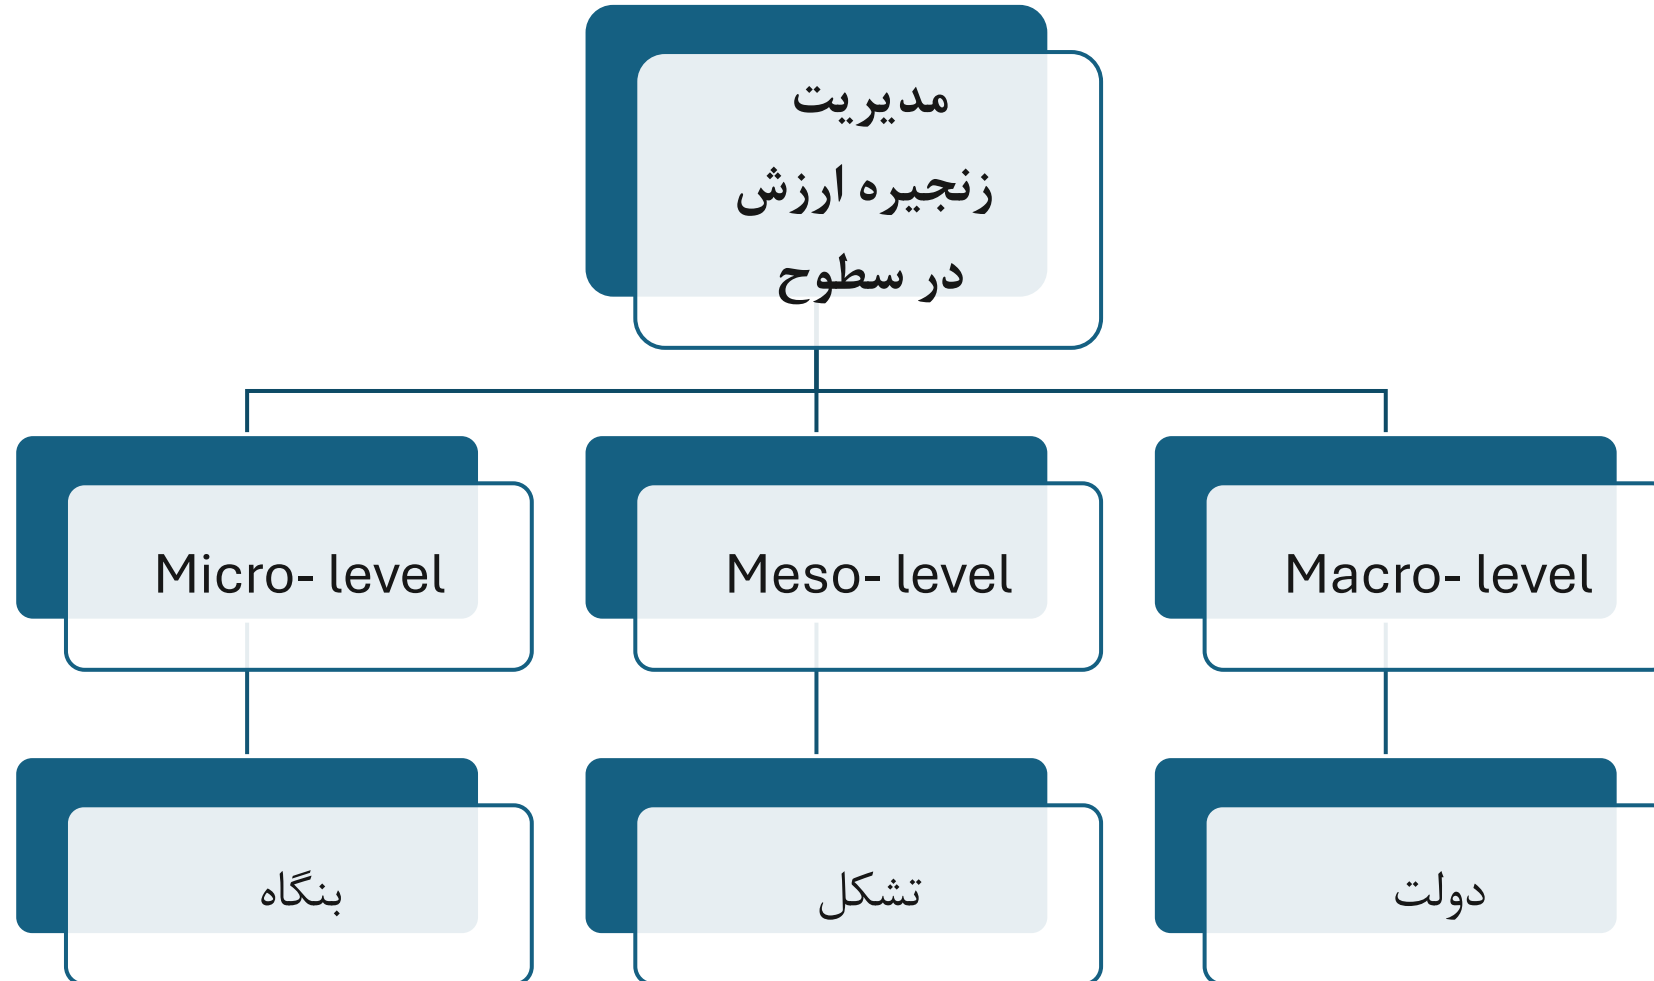 مدیریت
زنجیره ارزش
در سطوح
Micro- level
Meso- level
Macro- level
بنگاه
تشکل
دولت